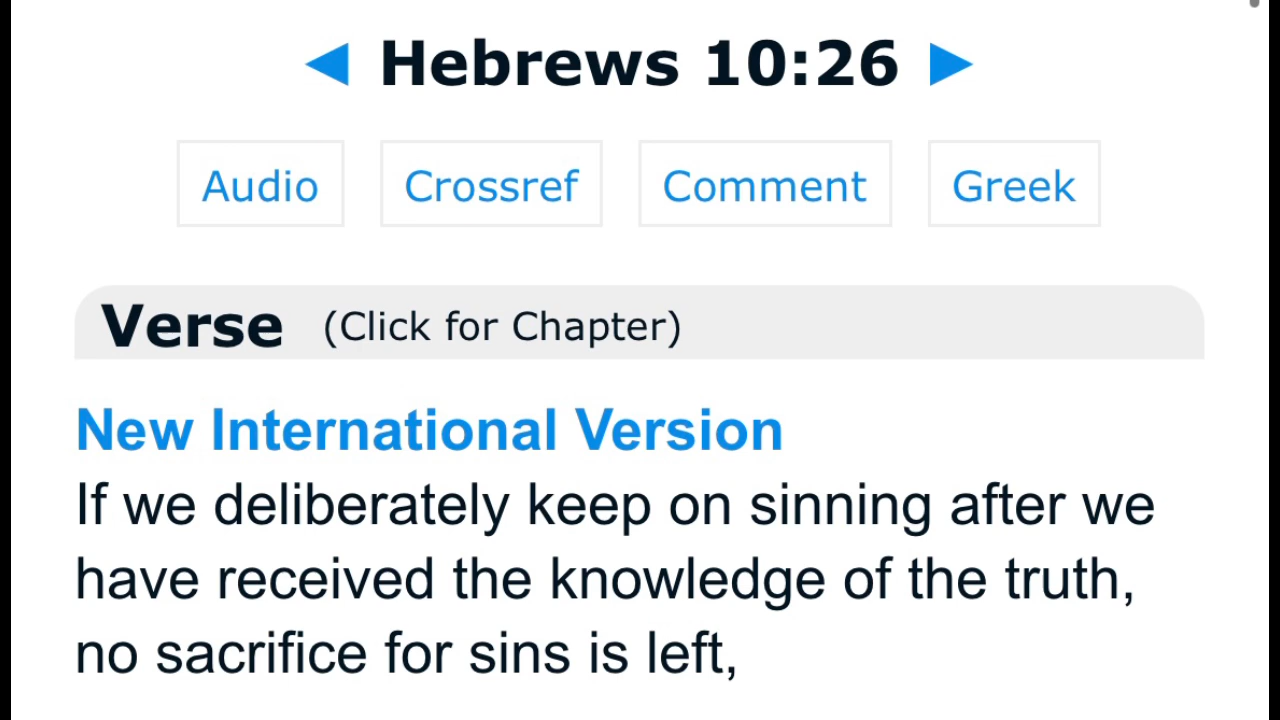 Hebrews 10:26
Audio Crossref Comment Greek
Verse (Click for Chapter)
New International Version
If we deliberately keep on sinning after we
have received the knowledge of the truth,
no sacrifice for sins is left,